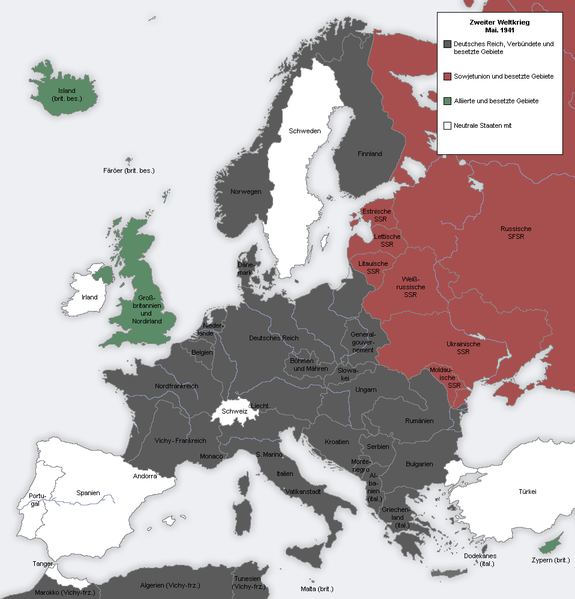 Zweiter Weltkrieg
Mai. 1941
Deutsches Reich, Verbündete und
besetzte Gebiete
Sowjetunion und besetzte Gebiete
Alliierte und besetzte Gebiete
Neutrale Staaten mit
Island
(brit. bes.)
Färöer (brit. bes.)
Schweden
Finnland
Norwegen
Estnische
SSR
Lettische
SSR
Litauische
SSR
Russische
SFSR
Weiß-
russische
SSR
Däne-
mark
Irland
Groß-
britannien
und
Nordirland
Nieder-
lande
Belgien
Deutsches Reich
General-
gouver-
nement
Ukrainische
SSR
Böhmen
und Mähren
Slowa-
kei
Moldau-
ische
SSR
Nordfrankreich
Ungarn
Schweiz
Liecht.
Rumänien
Vichy- Frankreich
Kroatien
Serbien
Monaco
S. Marino
Monte-
negro
Bulgarien
Andorra
Italien
Al-
ba-
nien
(ital.)
Vatikanstadt
Portu-
gal
Spanien
Türkei
Griechen-
land
(ital.)
Tanger
Dodekanes
(ital.)
Zypern (brit.)
Marokko (Vichy-frz.)
Algerien (Vichy-frz.)
Tunesien
(Vichy-frz.)
Malta (brit.)